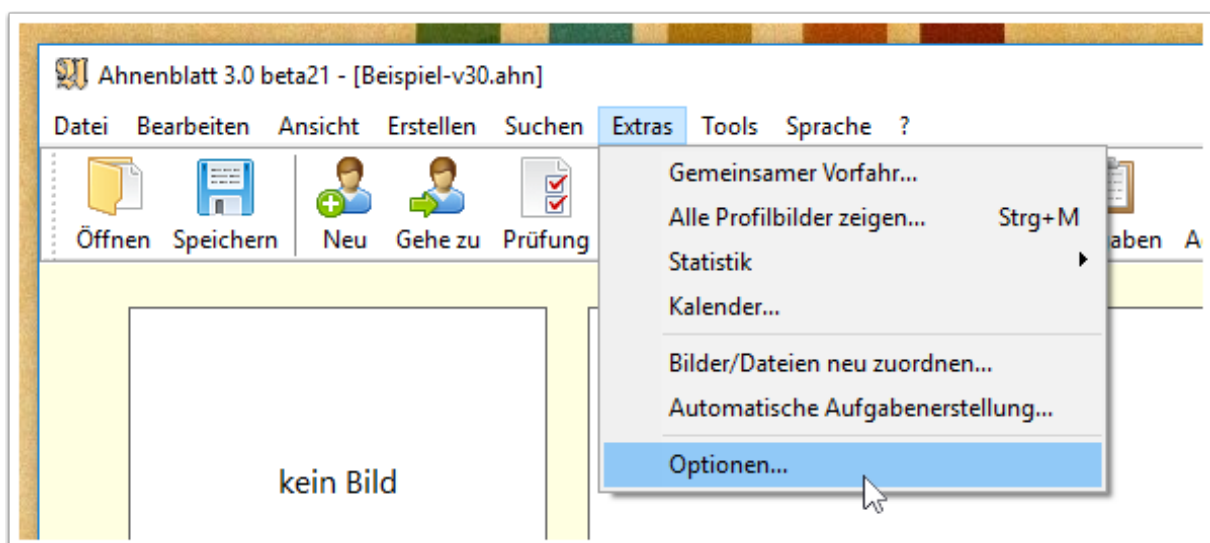 Ahnenblatt 3.0 beta21 - [Beispiel-v30.ahn]
Datei Bearbeiten Ansicht Erstellen Suchen Extras Tools Sprache ?
Öffnen Speichern Neu Gehe zu Prüfung
Gemeinsamer Vorfahr...
Alle Profilbilder zeigen... Strg+M
Statistik
Kalender...
Bilder/Dateien neu zuordnen...
Automatische Aufgabenerstellung...
Optionen...
kein Bild